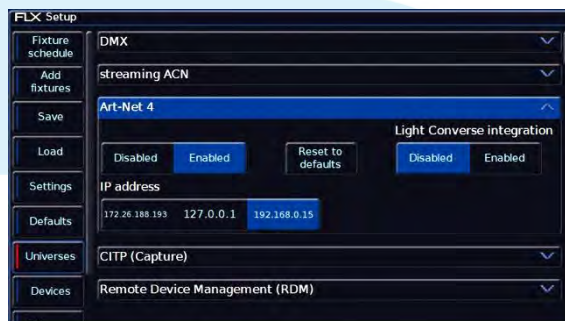 FLX Setup
Fixture schedule
Add fixtures
Save
Load
Settings
Defaults
Universes
Devices
DMX
streaming ACN
Art-Net 4
Light Converse integration
Disabled Enabled
Reset to defaults
Disabled Enabled
IP address
172.26.188.193 127.0.0.1 192.168.0.15
CITP (Capture)
Remote Device Management (RDM)